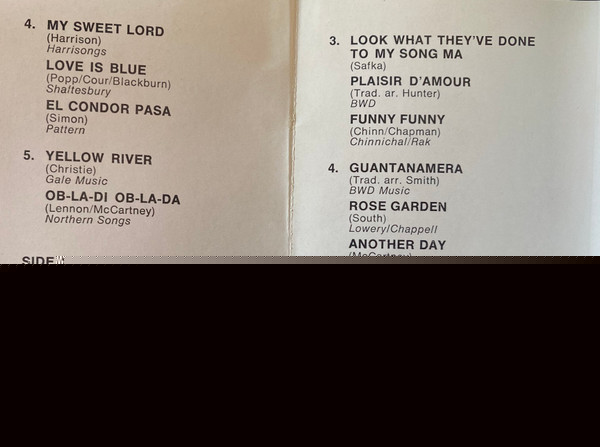 4. MY SWEET LORD
(Harrison)
Harrisongs
LOVE IS BLUE
(Popp/Cour/Blackburn)
Shaftesbury
EL CONDOR PASA
(Simon)
Pattern
5. YELLOW RIVER
(Christie)
Gale Music
OB-LA-DI OB-LA-DA
(Lennon/McCartney)
Northern Songs
SIDE
3. LOOK WHAT THEY'VE DONE
TO MY SONG MA
(Safka)
PLAISIR D'AMOUR
(Trad. ar. Hunter)
BWD
FUNNY FUNNY
(Chinn/Chapman)
Chinnichal/Rak
4. GUANTANAMERA
(Trad. arr. Smith)
BWD Music
ROSE GARDEN
(South)
Lowery/Chappell
ANOTHER DAY
(McCartney)